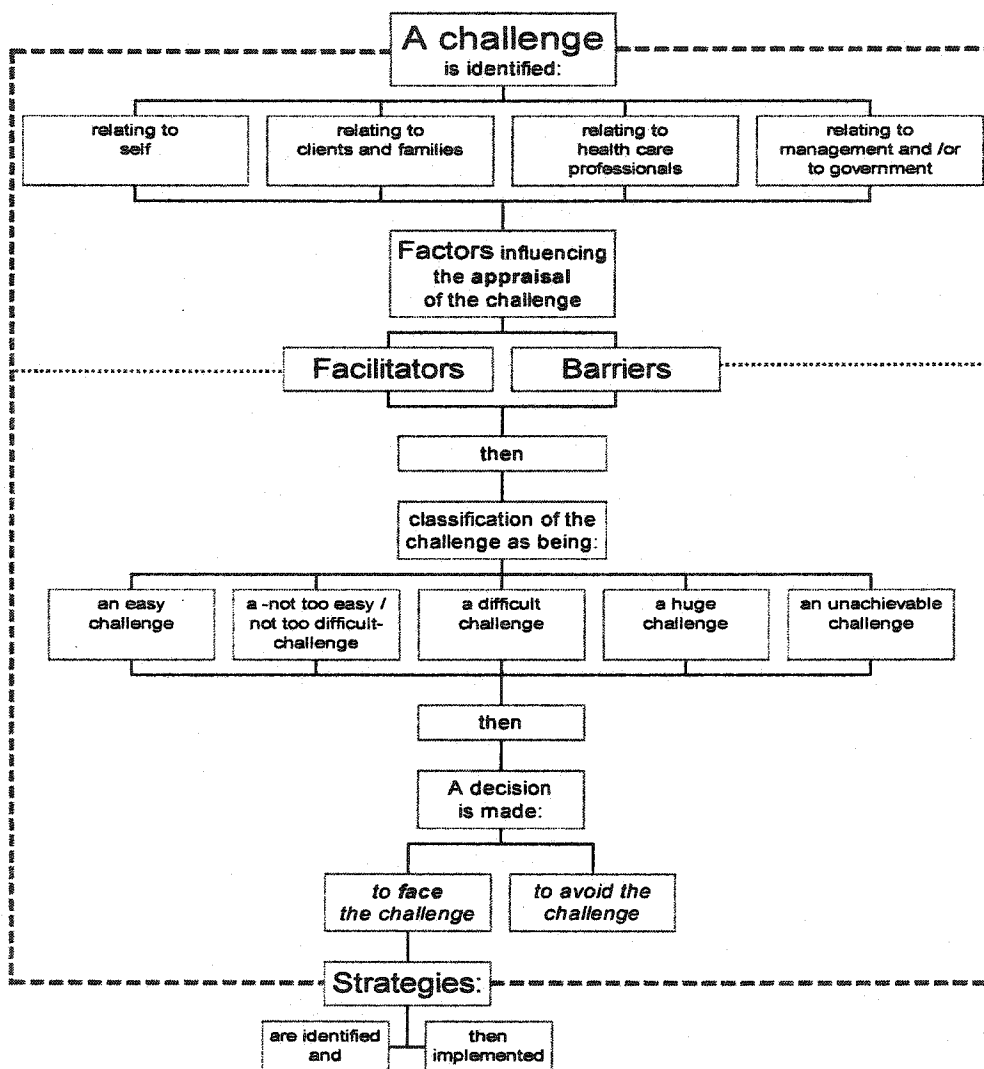 A challenge
is identified:
relating to
self
relating to
clients and families
relating to
health care
professionals
relating to
management and /or
to government
Factors influencing
the appraisal
of the challenge
Facilitators
Barriers
then
classification of the
challenge as being:
an easy
challenge
a -not too easy /
not too difficult-
challenge
a difficult
challenge
a huge
challenge
an unachievable
challenge
then
A decision
is made:
to face
the challenge
to avoid the
challenge
Strategies:
are identified
and
then
implemented